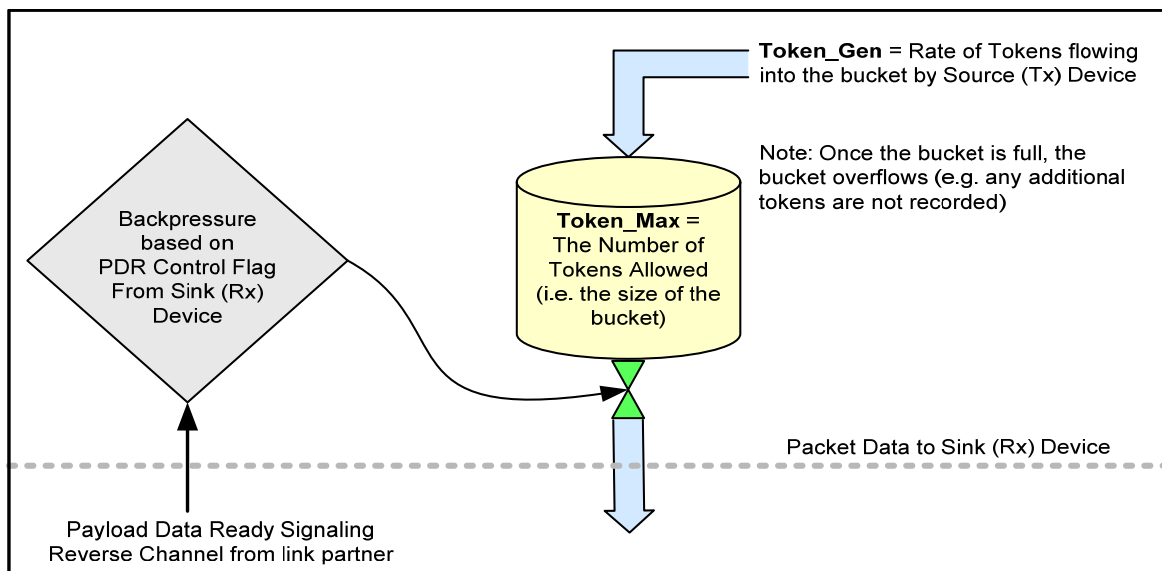 Token_Gen = Rate of Tokens flowing
into the bucket by Source (Tx) Device
Note: Once the bucket is full, the
bucket overflows (e.g. any additional
tokens are not recorded)
Backpressure
based on
PDR Control Flag
From Sink (Rx)
Device
Token_Max =
The Number of
Tokens Allowed
(i.e. the size of the
bucket)
Packet Data to Sink (Rx) Device
Payload Data Ready Signaling
Reverse Channel from link partner